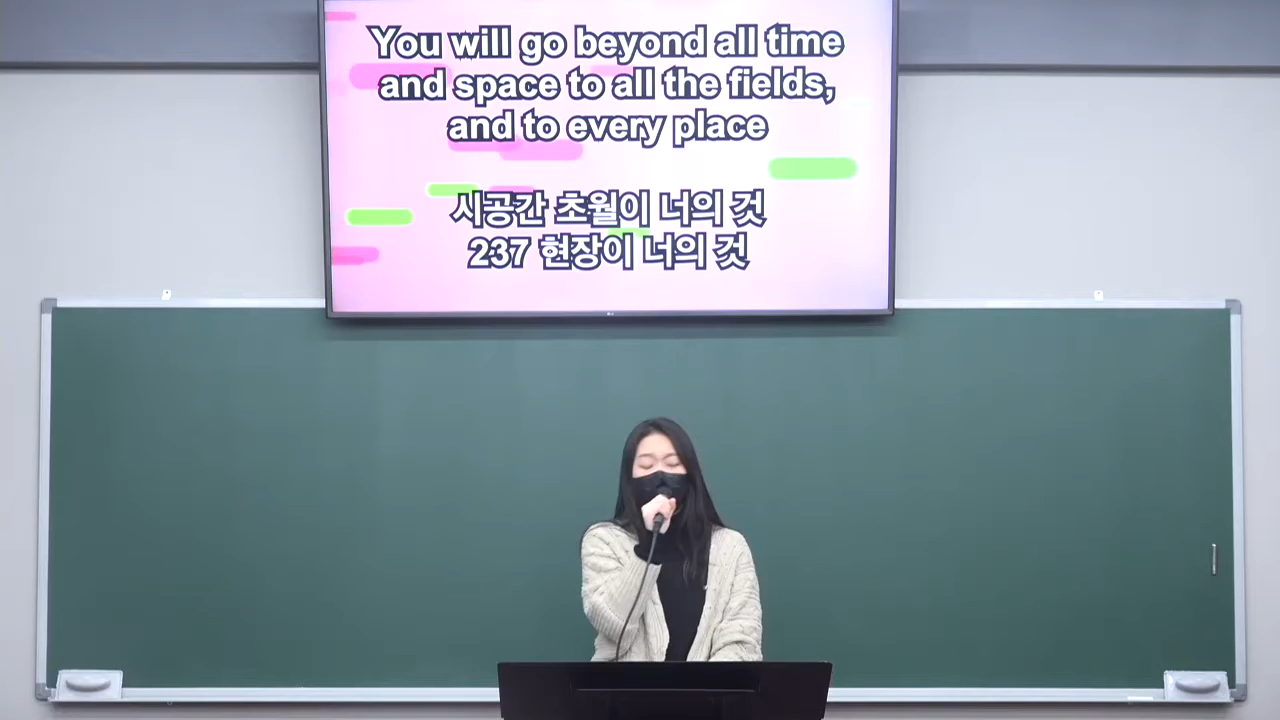 You will go beyond all time
and space to all the fields,
and to every place
시공간 초월이 너의 것
237 현장이 너의 것